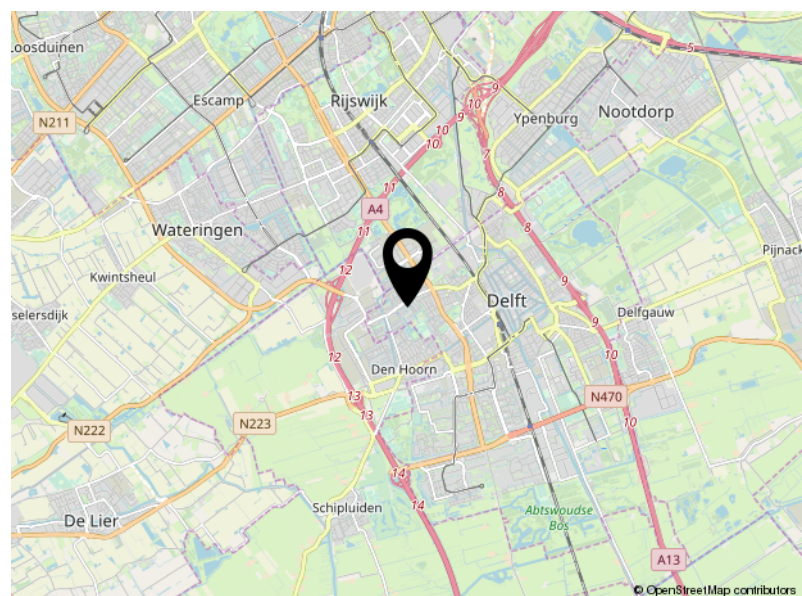 Loosduinen
5
Escamp
Rijswijk
9
10
Nootdorp
N211
9
10
Ypenburg
10
7
11
8
A4
Wateringen
11
8
Pijnack
12
Kwintsheul
9
Delft
selersdijk
Delfgauw
9
12
10
Den Hoorn
13
N470
13
N223
10
N222
14
14
Schipluiden
Abtswoudse
Bos
De Lier
A13
© OpenStreetMap contributors